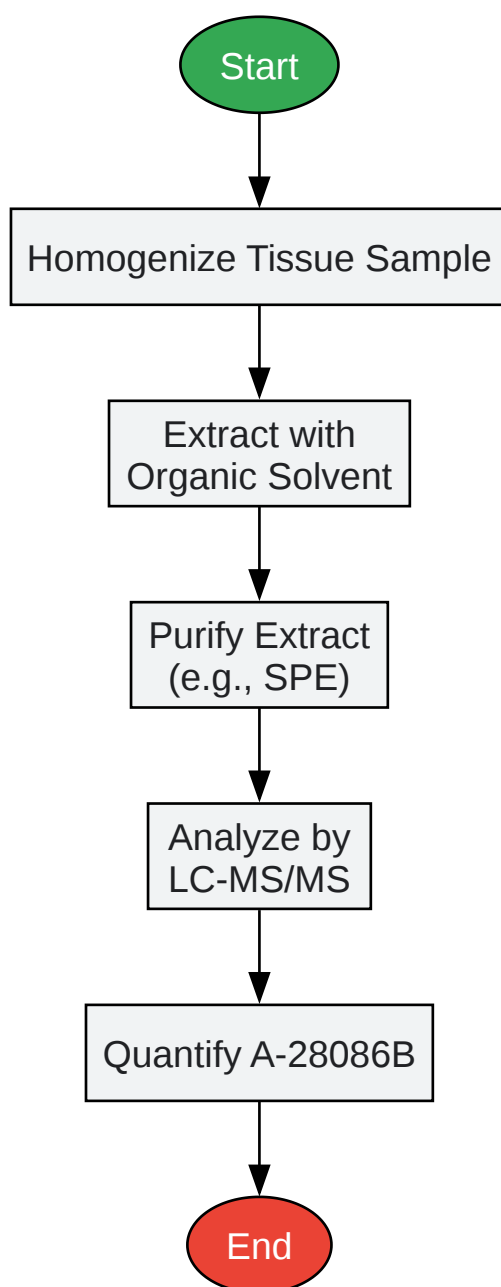 Start
Homogenize Tissue Sample
Extract with
Organic Solvent
Purify Extract
(e.g., SPE)
Analyze by
LC-MS/MS
Quantify A-28086B
End